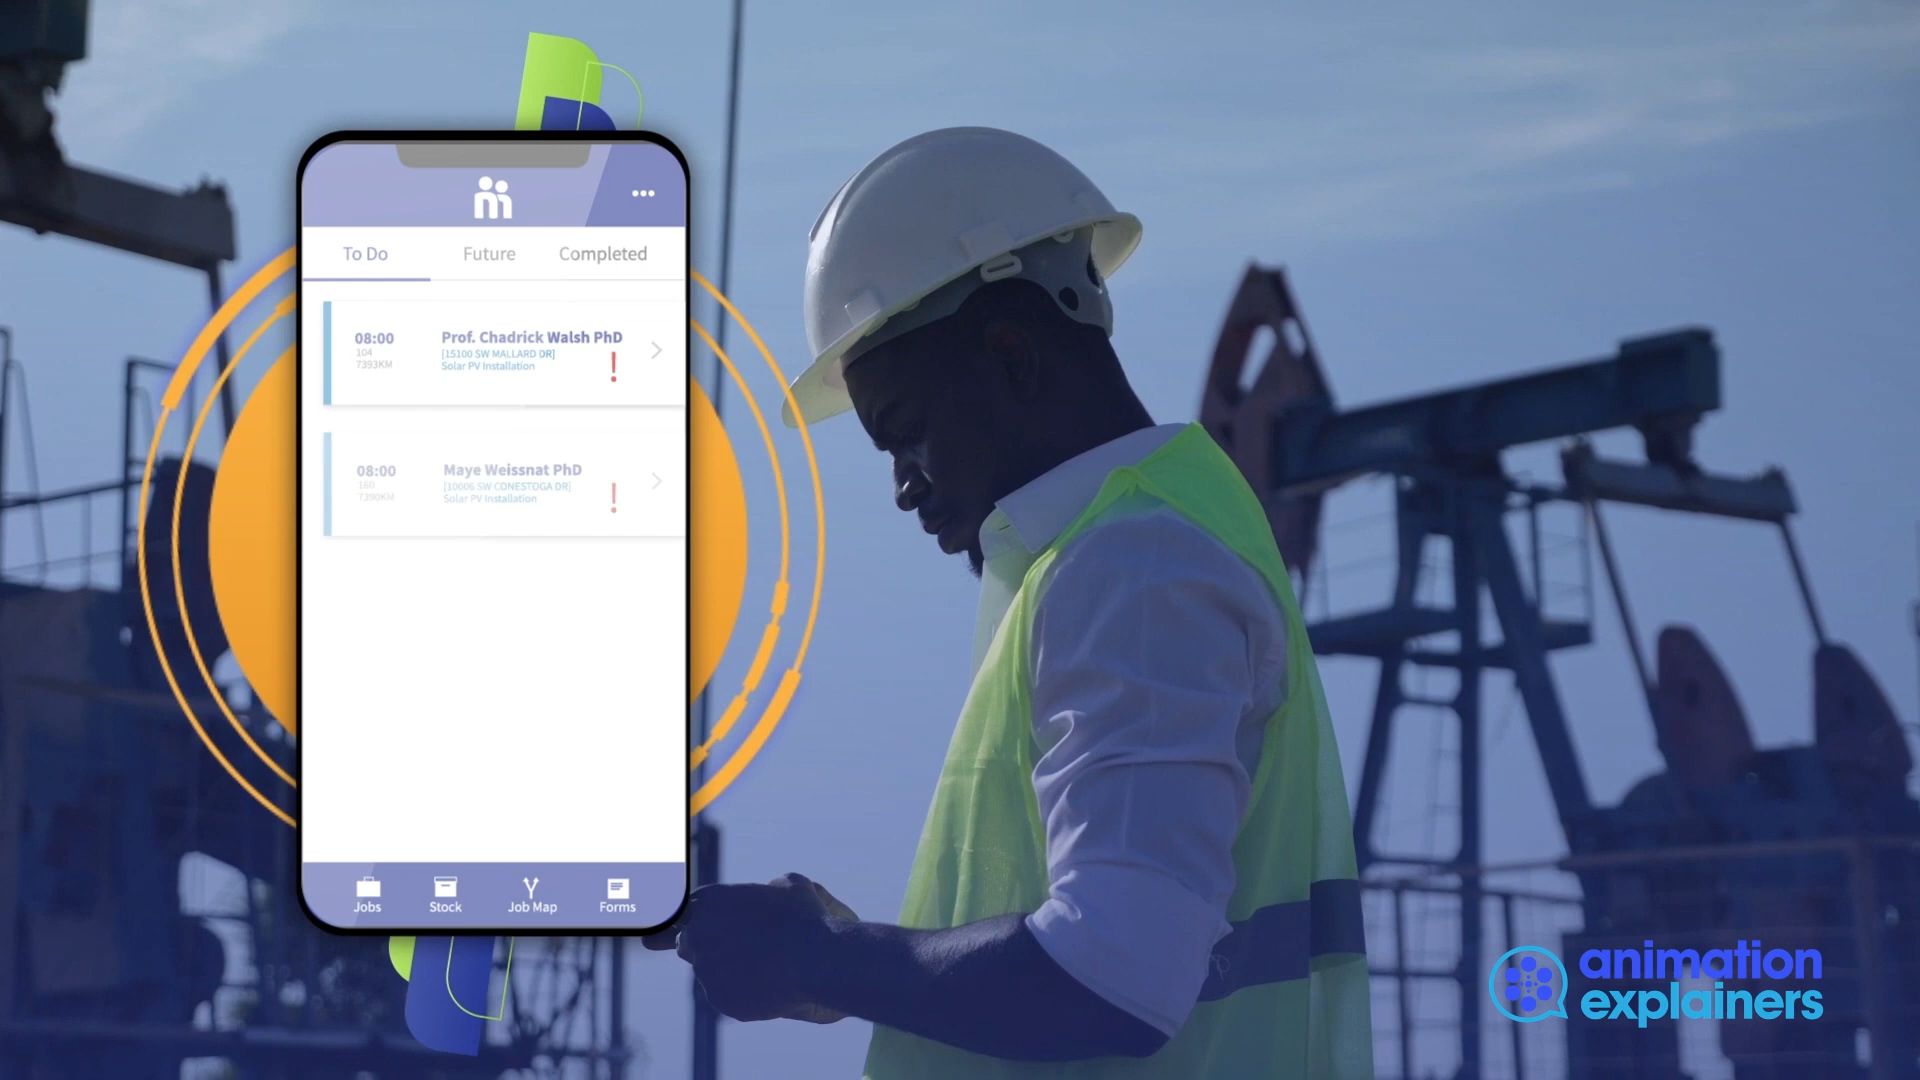 To Do Future Completed
08:00 Prof. Chadrick Walsh PhD
104 [15100 SW MALLARD DR]
7393KM Solar PV Installation
08:00 Maye Weissnat PhD
160 [10006 SW CONESTOGA DR]
7390KM Solar PV Installation
Jobs Stock Job Map Forms
animation
explainers